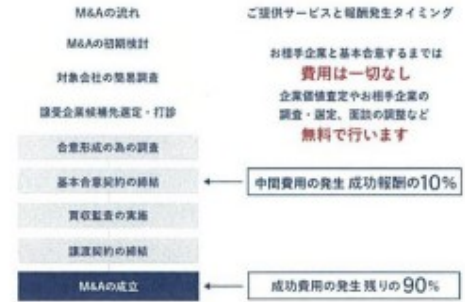 M&Aの流れ
M&Aの初期検討
対象会社の簡易調査
譲受企業候補先選定・打診
合意形成の為の調査
基本合意契約の締結
買収監査の実施
譲渡契約の締結
M&Aの成立
ご提供サービスと報酬発生タイミング
お相手企業と基本合意するまでは
費用は一切なし
企業価値査定やお相手企業の
調査・選定、面談の調整など
無料で行います
中間費用の発生 成功報酬の10%
成功費用の発生 残りの90%